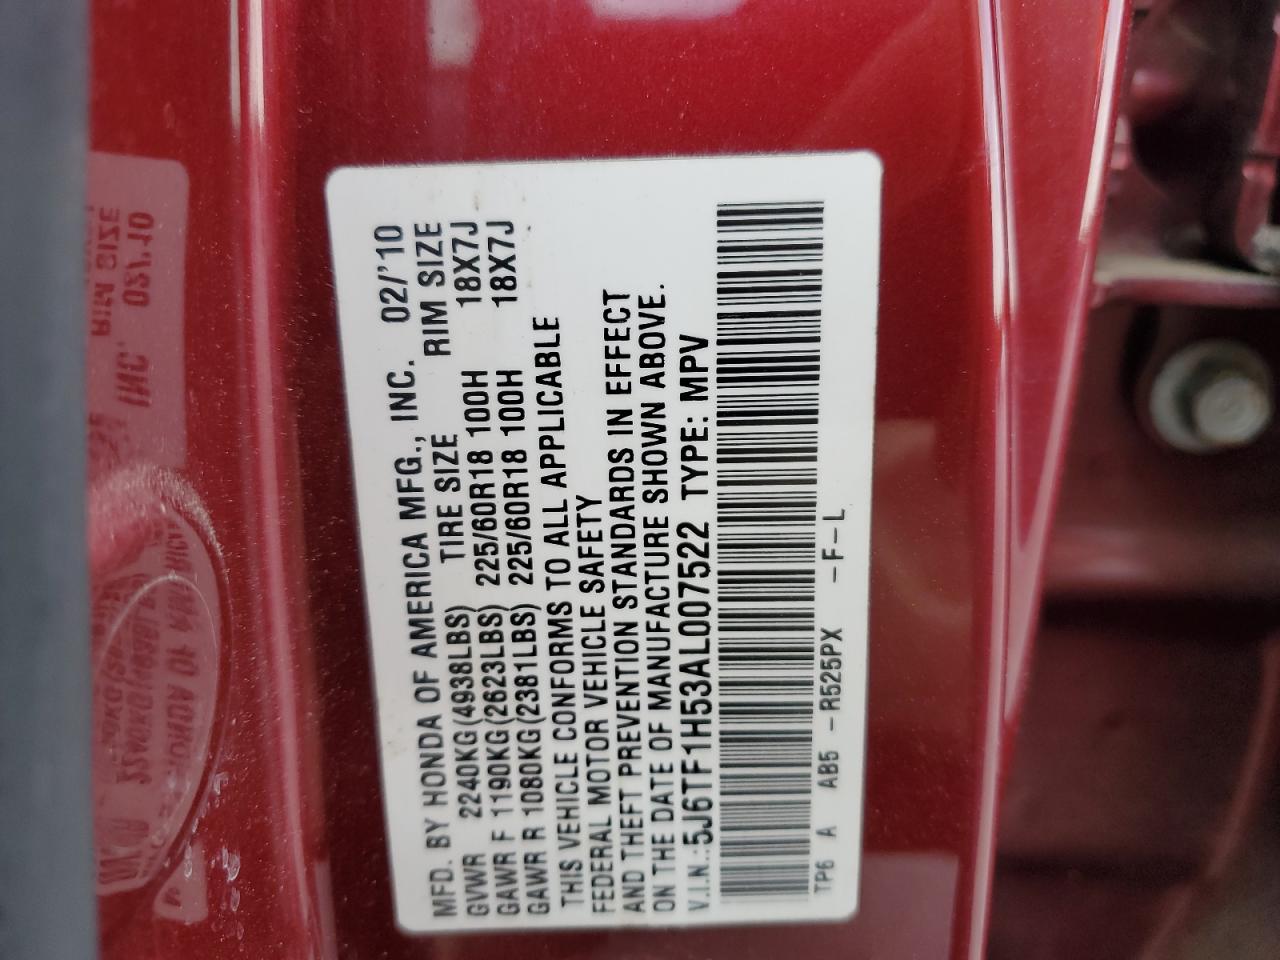 MFD. BY HONDA OF AMERICA MFG., INC. 02/'10
GVWR 2240KG(4938LBS) TIRE SIZE RIM SIZE
GAWR F 1190KG(2623LBS) 225/60R18 100H 18X7J
GAWR R 1080KG(2381LBS) 225/60R18 100H 18X7J
THIS VEHICLE CONFORMS TO ALL APPLICABLE
FEDERAL MOTOR VEHICLE SAFETY
AND THEFT PREVENTION STANDARDS IN EFFECT
ON THE DATE OF MANUFACTURE SHOWN ABOVE.
V.I.N.:5J6TF1H53AL007522 TYPE: MPV
TP6 A AB5 -R525PX -F-L